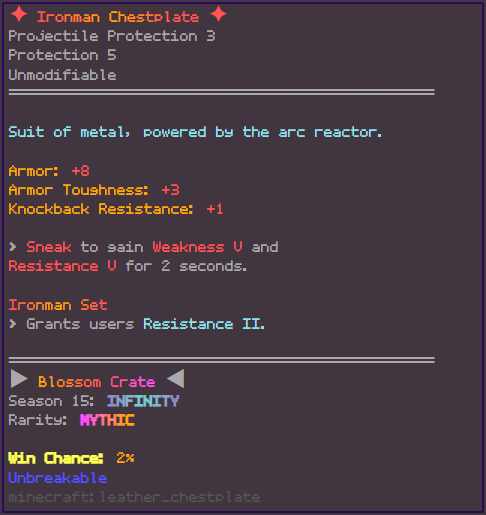 ✦ Ironman Chestplate ✦
Projectile Protection 3
Protection 5
Unmodifiable
Suit of metal, powered by the arc reactor.
Armor: +8
Armor Toughness: +3
Knockback Resistance: +1
> Sneak to gain Weakness V and
Resistance V for 2 seconds.
Ironman Set
> Grants users Resistance II.
▶ Blossom Crate ◀
Season 15: INFINITY
Rarity: MYTHIC
Win Chance: 2%
Unbreakable
minecraft:leather_chestplate